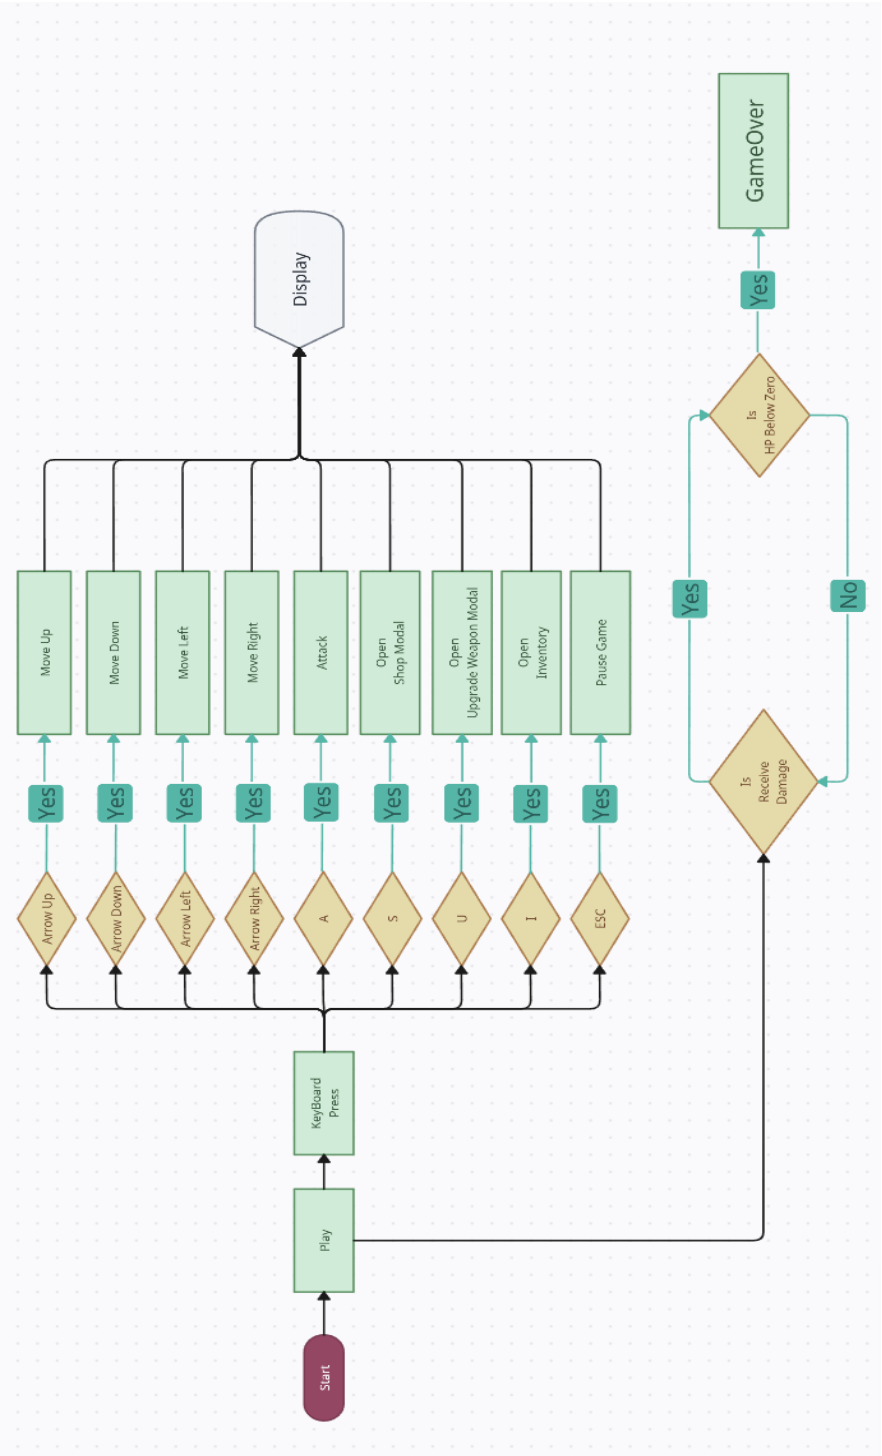 Start
Play
KeyBoard
Press
Arrow Up
Yes
Move Up
Arrow Down
Yes
Move Down
Arrow Left
Yes
Move Left
Arrow Right
Yes
Move Right
A
Yes
Attack
S
Yes
Open
Shop Modal
U
Yes
Open
Upgrade Weapon Modal
I
Yes
Open
Inventory
ESC
Yes
Pause Game
Display
Is
Receive
Damage
Yes
No
Is
HP Below Zero
Yes
GameOver